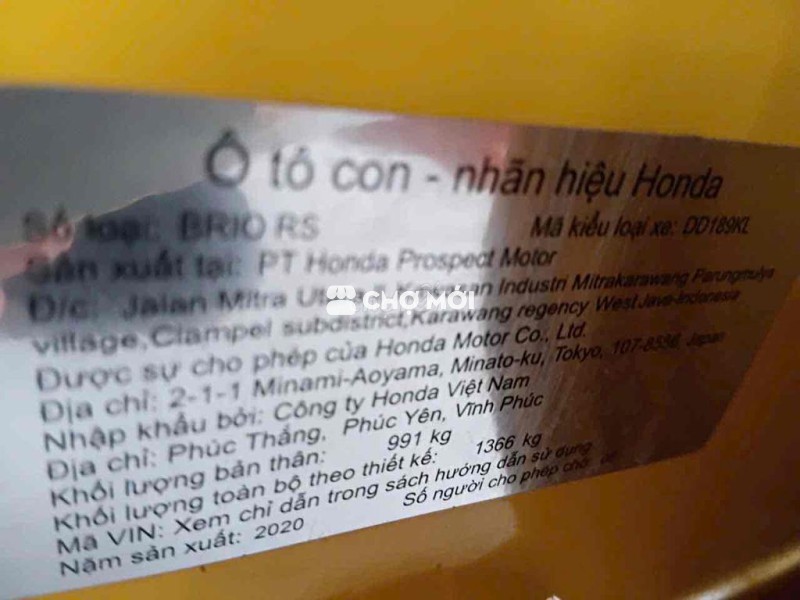 Ô tô con - nhãn hiệu Honda
Số loại: BRIO RS
Mã kiểu loại xe: DD189KL
Sản xuất tại: PT Honda Prospect Motor
Đ/c: Jalan Mitra Industri Mitrakarawang Parungmulya
village,Ciampel subdistrict,Karawang regency West Java-Indonesia
Được sự cho phép của Honda Motor Co., Ltd.
Địa chỉ: 2-1-1 Minami-Aoyama, Minato-ku, Tokyo, 107-8556, Japan
Nhập khẩu bởi: Công ty Honda Việt Nam
Địa chỉ: Phúc Thắng, Phúc Yên, Vĩnh Phúc
Khối lượng bản thân: 991 kg
Khối lượng toàn bộ theo thiết kế: 1366 kg
Mã VIN: Xem chỉ dẫn trong sách hướng dẫn sử dụng
Năm sản xuất: 2020
Số người cho phép chở:
CHỢ MỚI